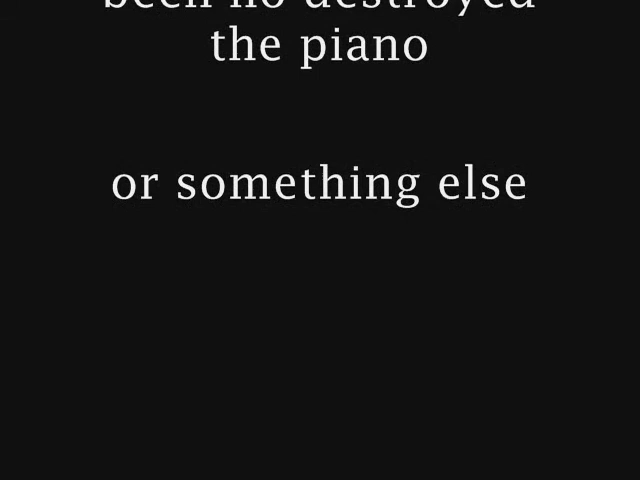 been no destroyed
the piano
or something else